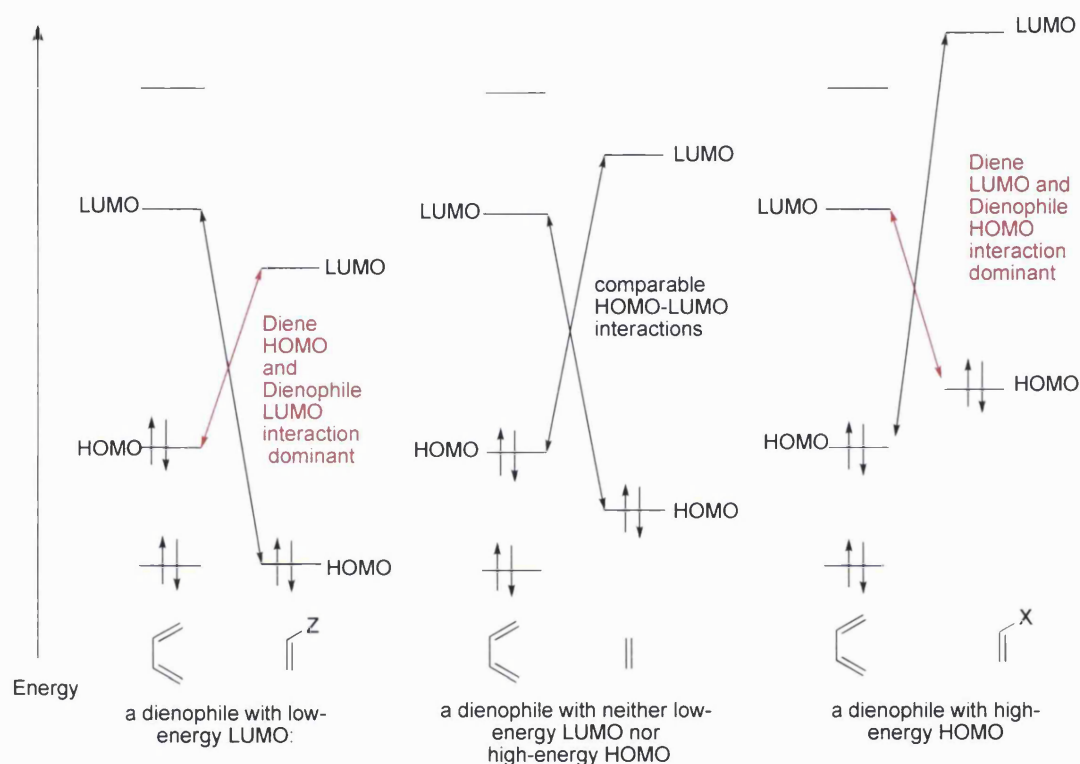 LUMO
LUMO
LUMO
Diene
HOMO
and
Dienophile
LUMO
interaction
dominant
HOMO
HOMO
Z
a dienophile with low-
energy LUMO:
LUMO
LUMO
comparable
HOMO-LUMO
interactions
HOMO
HOMO
a dienophile with neither low-
energy LUMO nor
high-energy HOMO
LUMO
Diene
LUMO and
Dienophile
HOMO
interaction
dominant
HOMO
HOMO
X
a dienophile with high-
energy HOMO
Energy